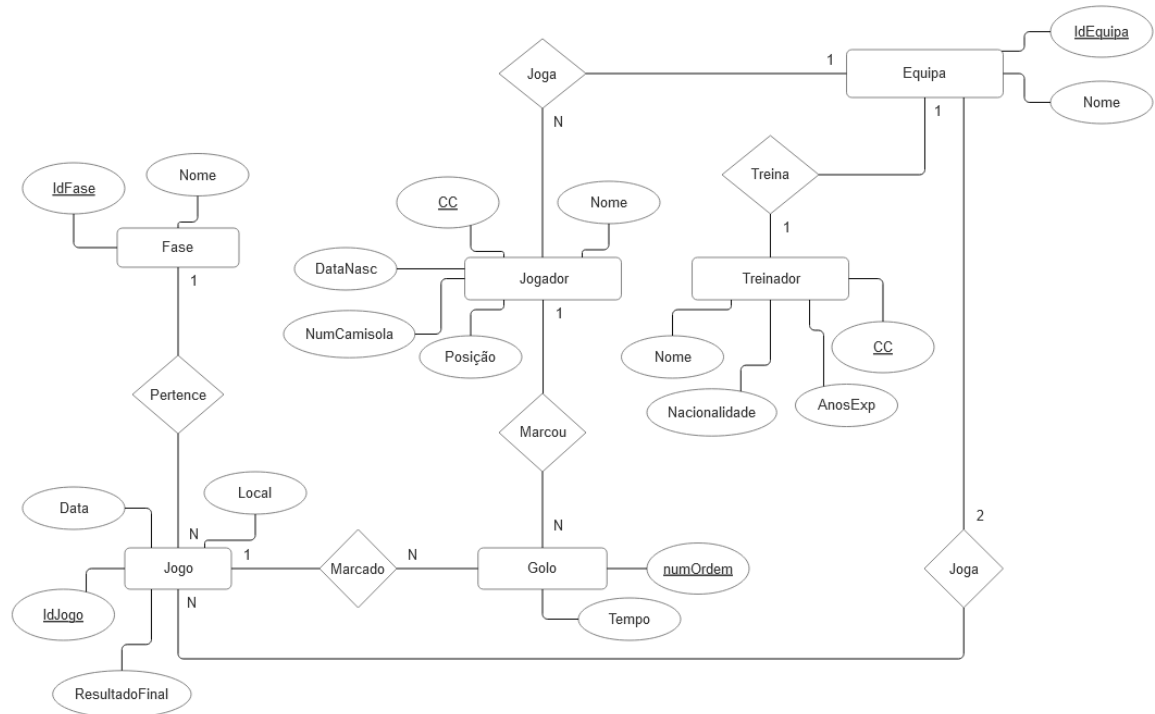 IdEquipa
1
Joga
Equipa
Nome
N
1
Nome
Treina
IdFase
CC
Nome
1
Fase
DataNasc
Jogador
Treinador
1
1
NumCamisola
Posição
Nome
CC
Pertence
Nacionalidade
AnosExp
Marcou
Local
Data
2
N
N
1
N
Jogo
Marcado
Golo
numOrdem
Joga
N
IdJogo
Tempo
ResultadoFinal